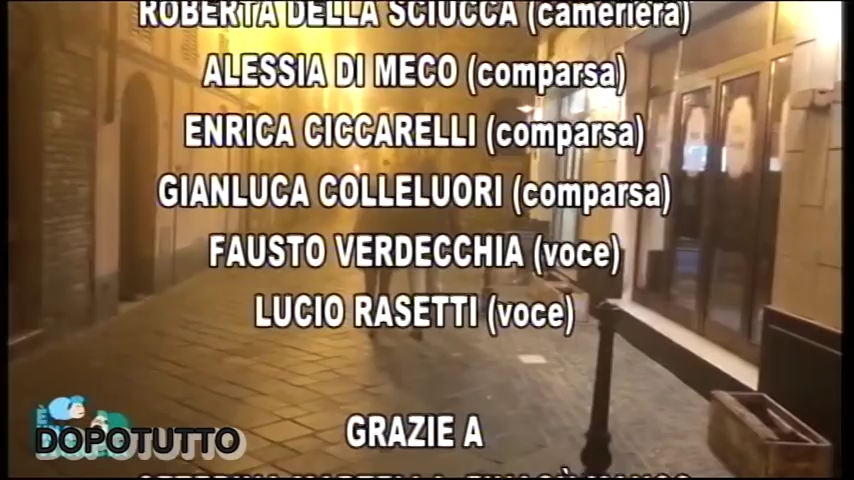 ROBERTA DELLA SCIUCCA (cameriera)
ALESSIA DI MECO (comparsa)
ENRICA CICCARELLI (comparsa)
GIANLUCA COLLELUORI (comparsa)
FAUSTO VERDECCHIA (voce)
LUCIO RASETTI (voce)
GRAZIE A
È
DOPOTUTTO